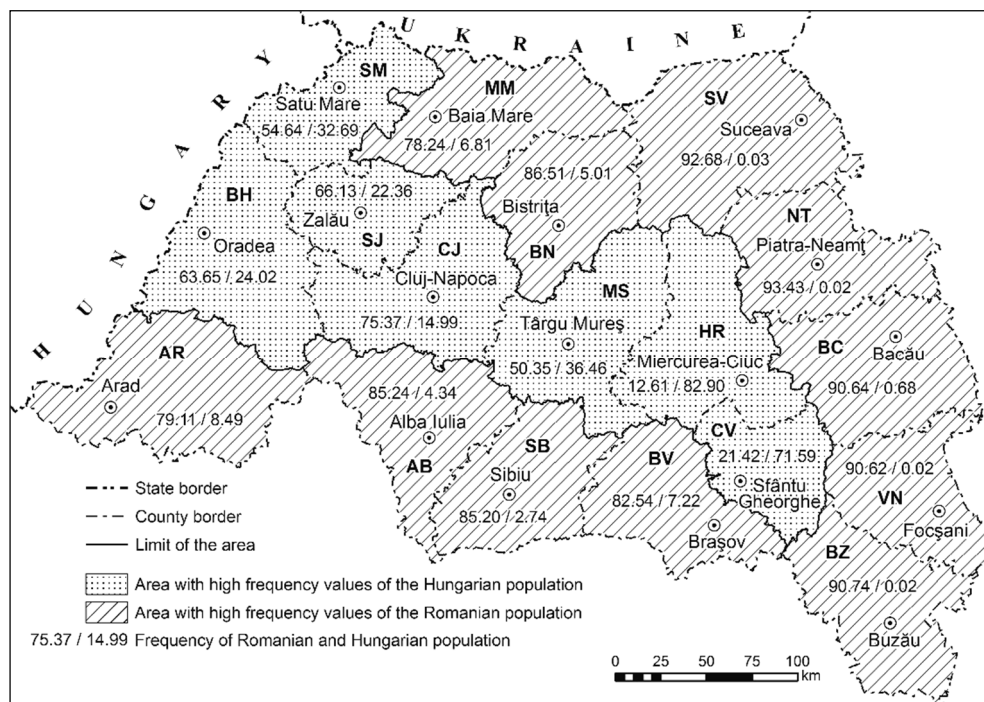 UKRAINE
HUNGARY
SM
Satu Mare
54.64 / 32.69
MM
Baia Mare
78.24 / 6.81
SV
Suceava
92.68 / 0.03
BH
Oradea
63.65 / 24.02
66.13 / 22.36
Zalău
SJ
CJ
Cluj-Napoca
75.37 / 14.99
86.51 / 5.01
Bistriţa
BN
NT
Piatra-Neamţ
93.43 / 0.02
MS
Târgu Mureş
50.35 / 36.46
HR
Miercurea-Ciuc
12.61 / 82.90
BC
Bacău
90.64 / 0.68
AR
Arad
79.11 / 8.49
85.24 / 4.34
Alba Iulia
AB
SB
Sibiu
85.20 / 2.74
BV
82.54 / 7.22
Braşov
CV
21.42 / 71.59
Sfântu
Gheorghe
90.62 / 0.02
VN
Focşani
BZ
90.74 / 0.02
Buzău
State border
County border
Limit of the area
Area with high frequency values of the Hungarian population
Area with high frequency values of the Romanian population
75.37 / 14.99 Frequency of Romanian and Hungarian population
0 25 50 75 100
km